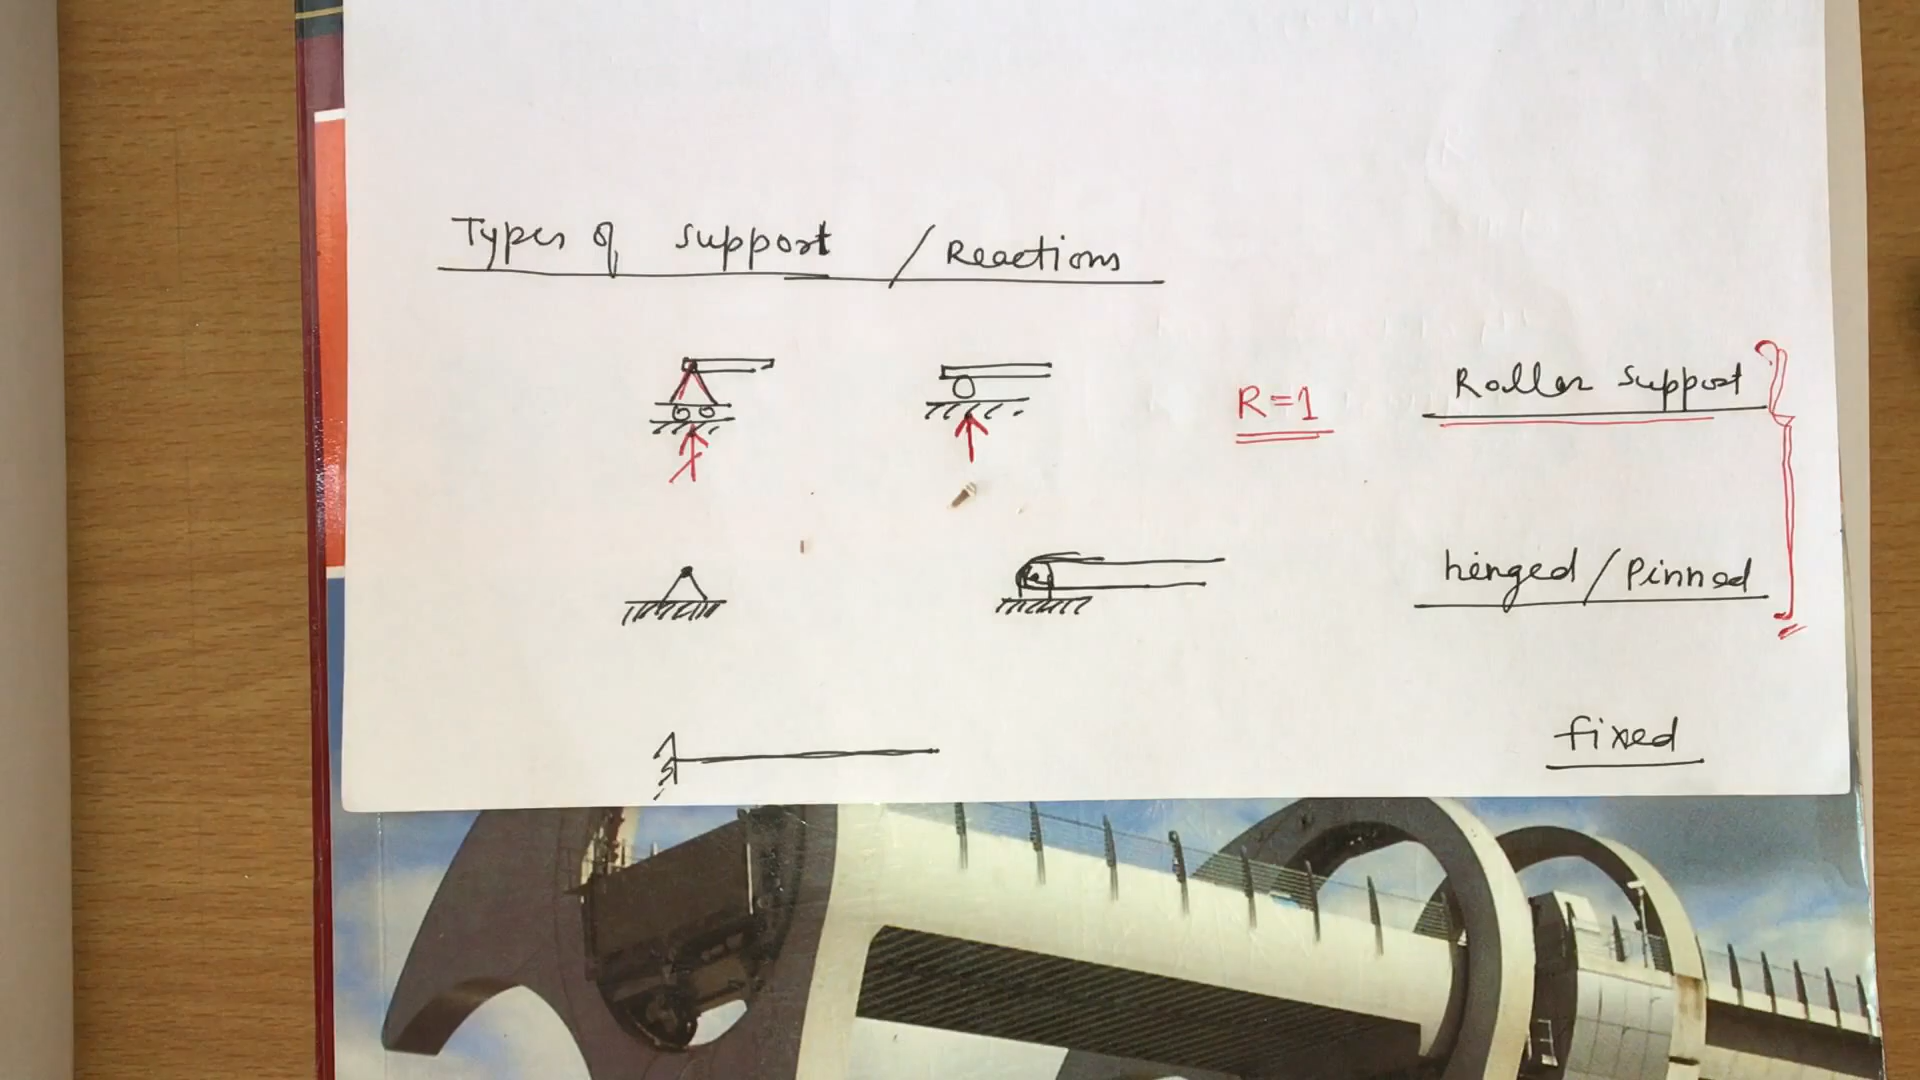 Types of support / Reactions
R=1
Roller support
hinged / Pinned
fixed